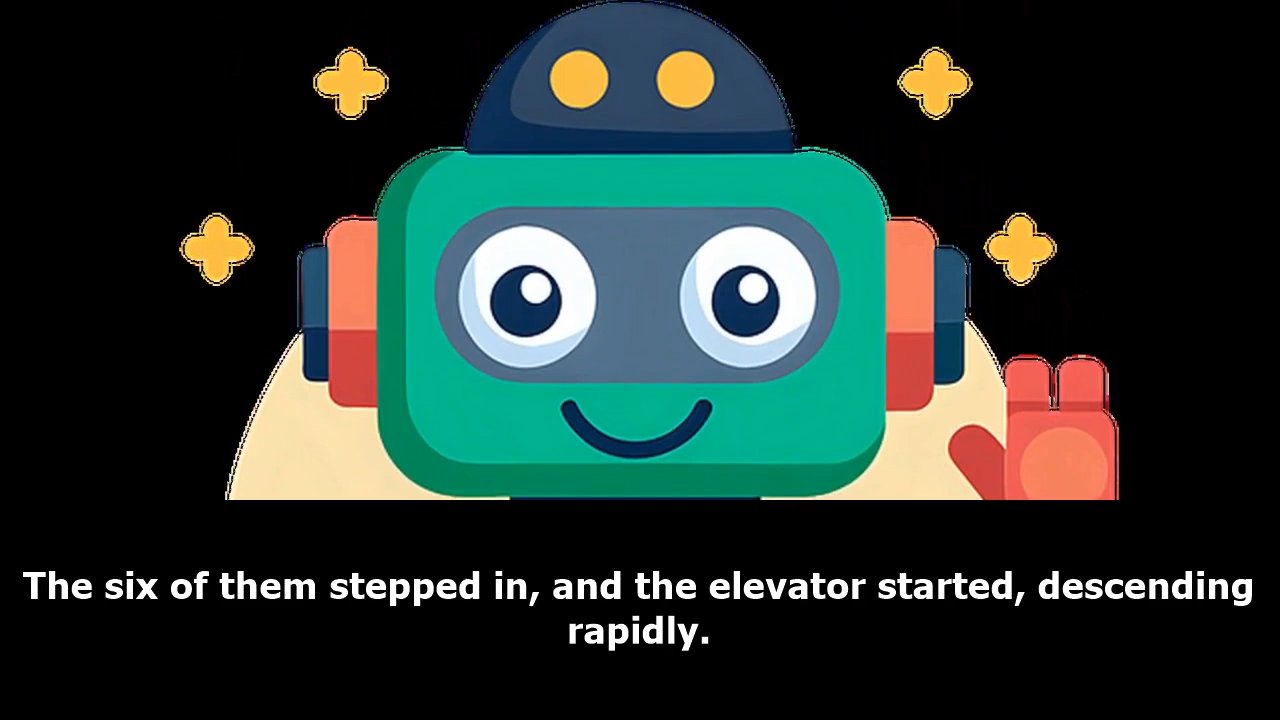 The six of them stepped in, and the elevator started, descending
rapidly.